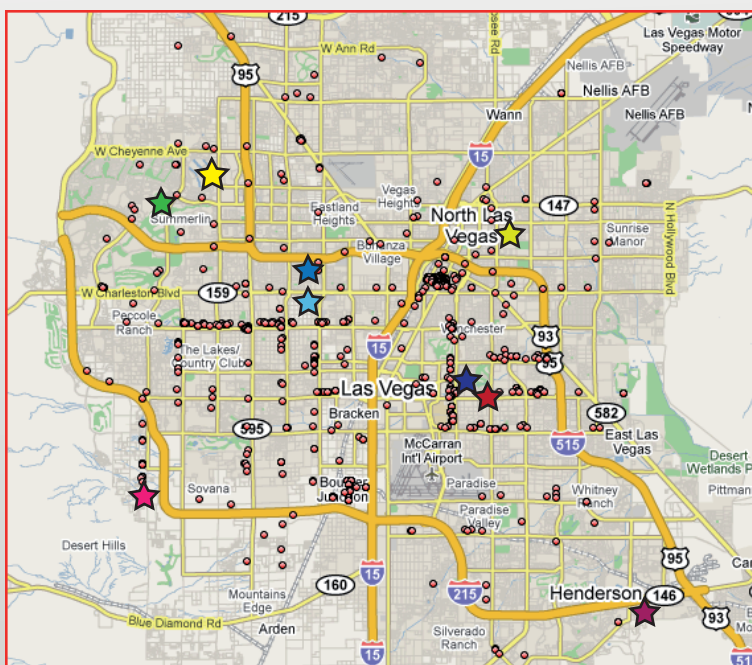 215
W Ann Rd
Las Vegas Motor
Speedway
Nellis AFB
95
Nellis AFB
Wann
Nellis AFB
W Cheyenne Ave
15
Vegas
Heights
Eastland
Heights
147
North Las
Vegas
Summerlin
Sunrise
Manor
N Hollywood Blvd
Bonanza
Village
159
W Charleston Blvd
Peccole
Ranch
Winchester
93
95
15
The Lakes/
Country Club
Las Vegas
Bracken
582
595
515
East Las
Vegas
McCarran
Int'l Airport
Desert
Wetlands P
Sovana
Paradise
Whitney
Ranch
Pittman
Paradise
Valley
Desert Hills
95
15
160
215
Henderson
146
93
Mountains
Edge
Blue Diamond Rd
Arden
Silverado
Ranch
15